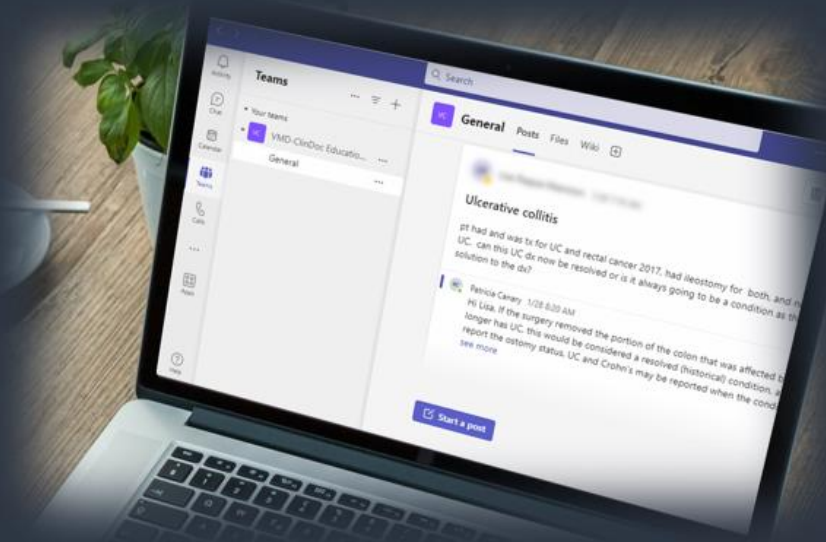 Search
Activity
Chat
Calendar
Teams
Calls
...
Apps
Help
Teams
...
Your teams
UC
VMD-ClinDoc Educatio...
...
General
...
UC
General
Posts
Files
Wiki
Ulcerative collitis
pt had and was tx for UC and rectal cancer 2017, had ileostomy for both, and
UC. can this UC dx now be resolved or is it always going to be a condition as
solution to the dx?
Patricia Canary 1/28 8:20 AM
Hi Lisa, If the surgery removed the portion of the colon that was affected
longer has UC, this would be considered a resolved (historical) condition,
report the ostomy status, UC and Crohn's may be reported when the
see more
Start a post